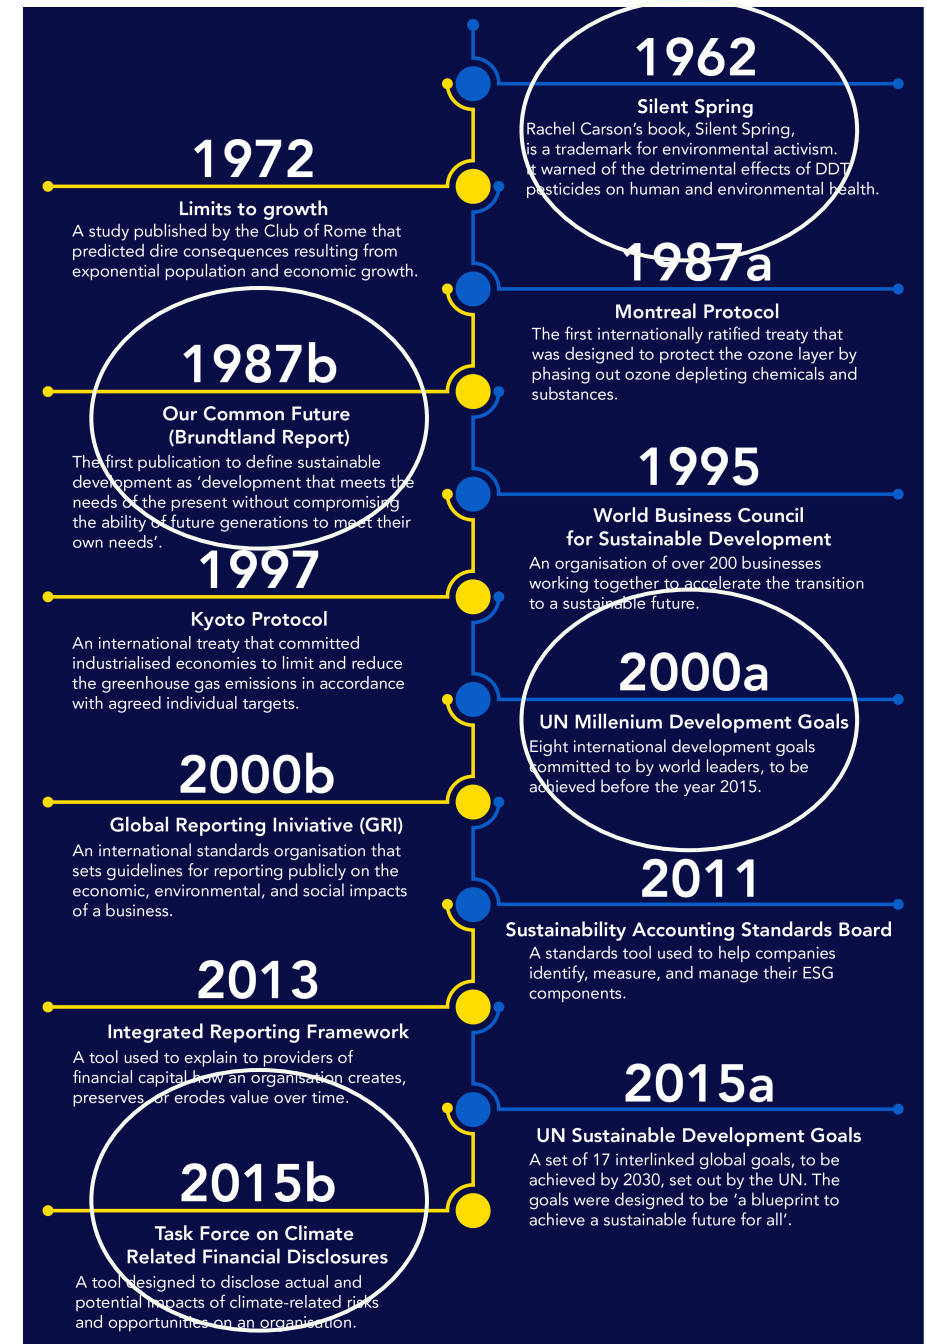 1962
Silent Spring
Rachel Carson's book, Silent Spring,
is a trademark for environmental activism.
It warned of the detrimental effects of DDT
pesticides on human and environmental health.
1972
Limits to growth
A study published by the Club of Rome that
predicted dire consequences resulting from
exponential population and economic growth.
1987a
Montreal Protocol
The first internationally ratified treaty that
was designed to protect the ozone layer by
phasing out ozone depleting chemicals and
substances.
1987b
Our Common Future
(Brundtland Report)
The first publication to define sustainable
development as ‘development that meets the
needs of the present without compromising
the ability of future generations to meet their
own needs’.
1995
World Business Council
for Sustainable Development
An organisation of over 200 businesses
working together to accelerate the transition
to a sustainable future.
1997
Kyoto Protocol
An international treaty that committed
industrialised economies to limit and reduce
the greenhouse gas emissions in accordance
with agreed individual targets.
2000a
UN Millenium Development Goals
Eight international development goals
committed to by world leaders, to be
achieved before the year 2015.
2000b
Global Reporting Iniviative (GRI)
An international standards organisation that
sets guidelines for reporting publicly on the
economic, environmental, and social impacts
of a business.
2011
Sustainability Accounting Standards Board
A standards tool used to help companies
identify, measure, and manage their ESG
components.
2013
Integrated Reporting Framework
A tool used to explain to providers of
financial capital how an organisation creates,
preserves, or erodes value over time.
2015a
UN Sustainable Development Goals
A set of 17 interlinked global goals, to be
achieved by 2030, set out by the UN. The
goals were designed to be ‘a blueprint to
achieve a sustainable future for all’.
2015b
Task Force on Climate
Related Financial Disclosures
A tool designed to disclose actual and
potential impacts of climate-related risks
and opportunities on an organisation.